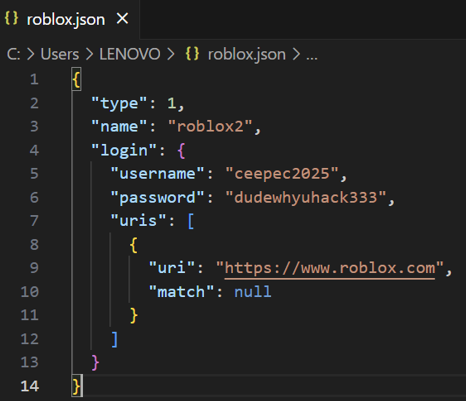 {} roblox.json ×
C: > Users > LENOVO > {} roblox.json > ...
1 {
2 "type": 1,
3 "name": "roblox2",
4 "login": {
5 "username": "ceepec2025",
6 "password": "dudewhyuhack333",
7 "uris": [
8 {
9 "uri": "https://www.roblox.com",
10 "match": null
11 }
12 ]
13 }
14 }